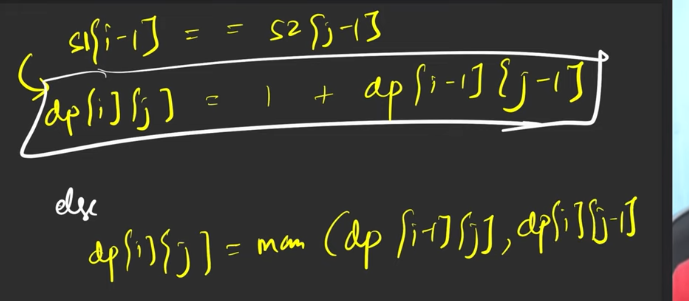 s1[i-1] = = s2[j-1]
dp[i][j] = 1 + dp[i-1][j-1]
else
dp[i][j] = max (dp[i-1][j], dp[i][j-1]